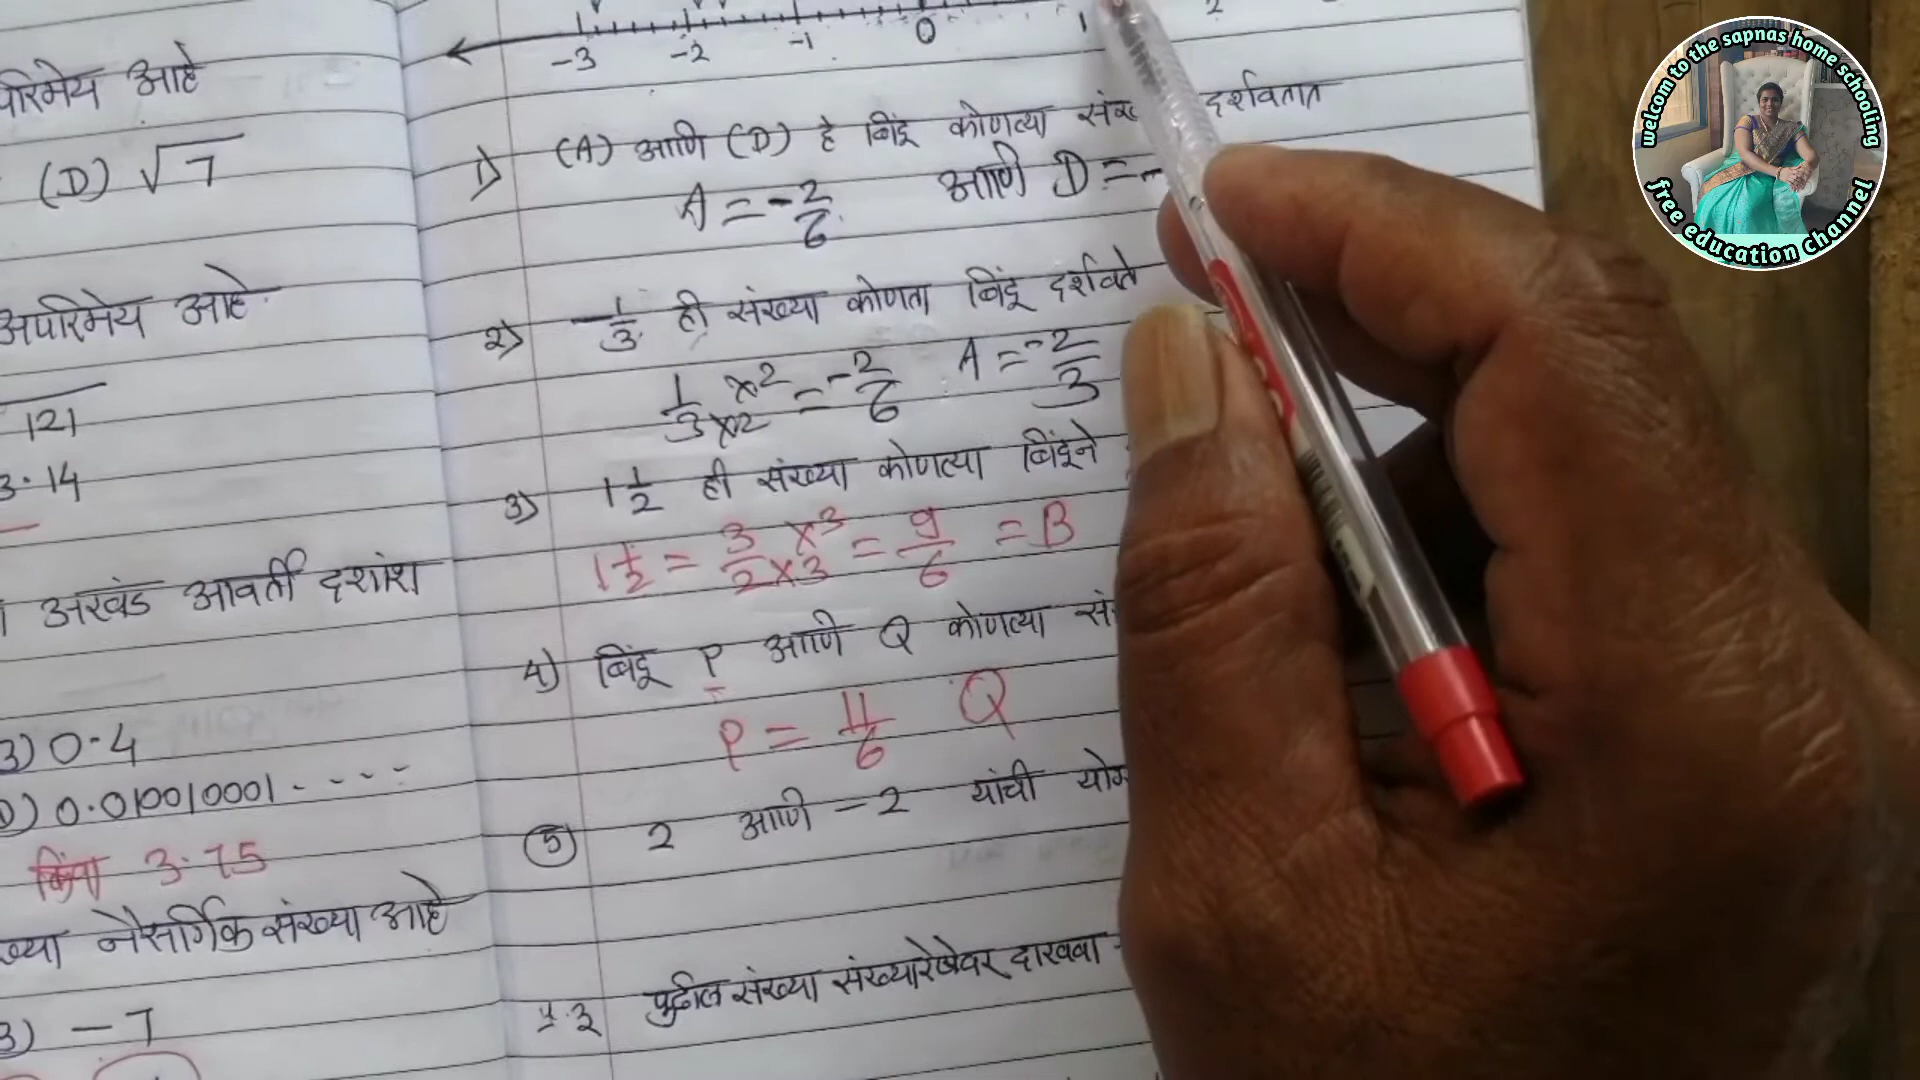 परिमेय आहे
(D) √7
अपरिमेय आहे.
121
3.14
अखंड आवर्ती दशांश
3) 0.4
D) 0.010010001. - - -
किंवा 3.75
नैसर्गिक संख्या आहे
3) -7
-3 -2 -1 0 1 2
1) (A) आणि (D) हे बिंदू कोणत्या दर्शवतात
A = -2/6. आणि D = -
2) -1/3 ही संख्या कोणता बिंदू दर्शवते
1/3 ×2/×2 = -2/6 A = -2/3
3) 1 1/2 ही संख्या कोणत्या बिंदूने
1 1/2 = 3/2 ×3/×3 = 9/6 = B
4) बिंदू P आणि Q कोणत्या
P = 11/6 Q
5 2 आणि -2 यांची
प्र.३ पुढील संख्या संख्यारेषेवर दाखवा
welcom to the sapnas home schooling
free education channel